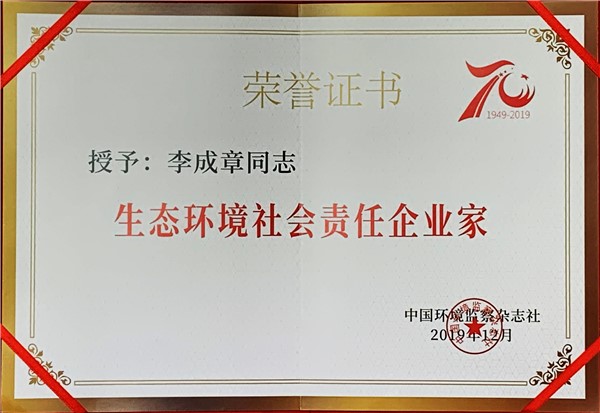 荣誉证书
70
1949-2019
授予：李成章同志
生态环境社会责任企业家
中国环境监察杂志社
2019年12月